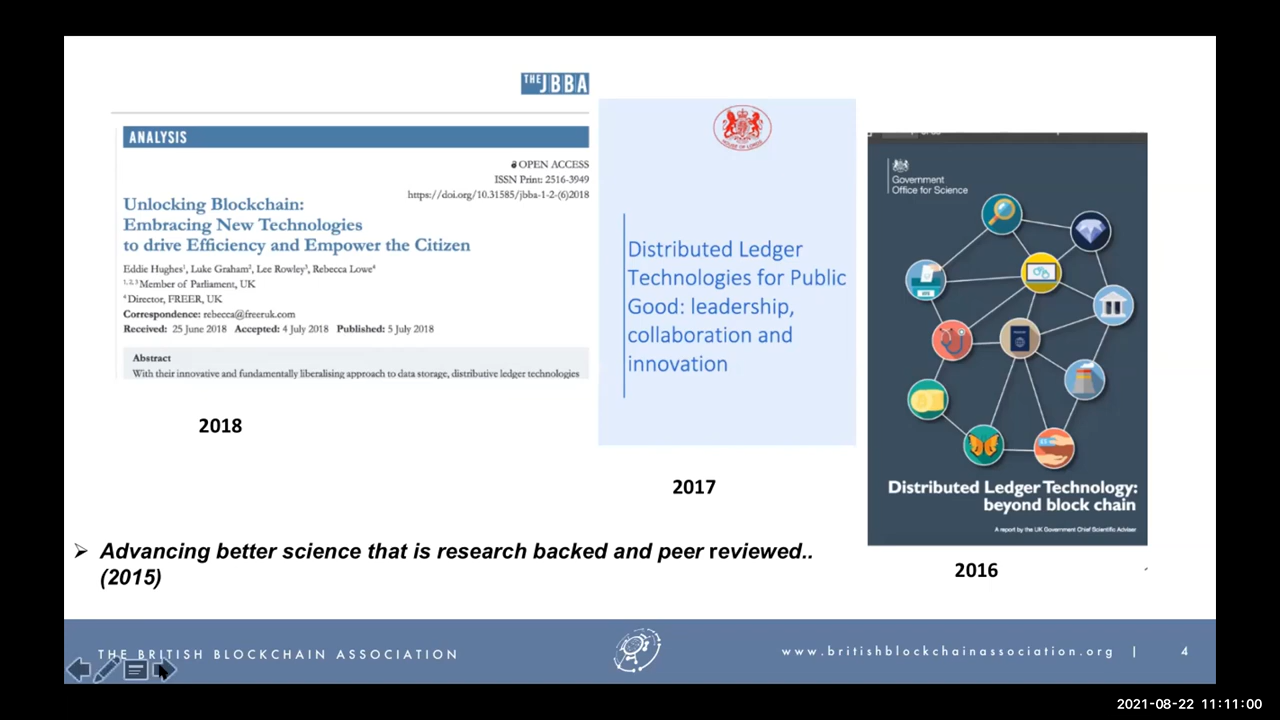 THE JBBA
ANALYSIS
OPEN ACCESS
ISSN Print: 2516-3949
https://doi.org/10.31585/jbba-1-2-(6)2018
Unlocking Blockchain:
Embracing New Technologies
to drive Efficiency and Empower the Citizen
Eddie Hughes¹, Luke Graham², Lee Rowley³, Rebecca Lowe⁴
¹˒ ²˒ ³ Member of Parliament, UK
⁴ Director, FREER, UK
Correspondence: rebecca@freeruk.com
Received: 25 June 2018 Accepted: 4 July 2018 Published: 5 July 2018
Abstract
With their innovative and fundamentally liberalising approach to data storage, distributive ledger technologies
2018
HOUSE OF LORDS
Distributed Ledger
Technologies for Public
Good: leadership,
collaboration and
innovation
2017
Government
Office for Science
Distributed Ledger Technology:
beyond block chain
A report by the UK Government Chief Scientific Adviser
2016
➢ Advancing better science that is research backed and peer reviewed..
(2015)
THE BRITISH BLOCKCHAIN ASSOCIATION
www.britishblockchainassociation.org | 4
2021-08-22 11:11:00